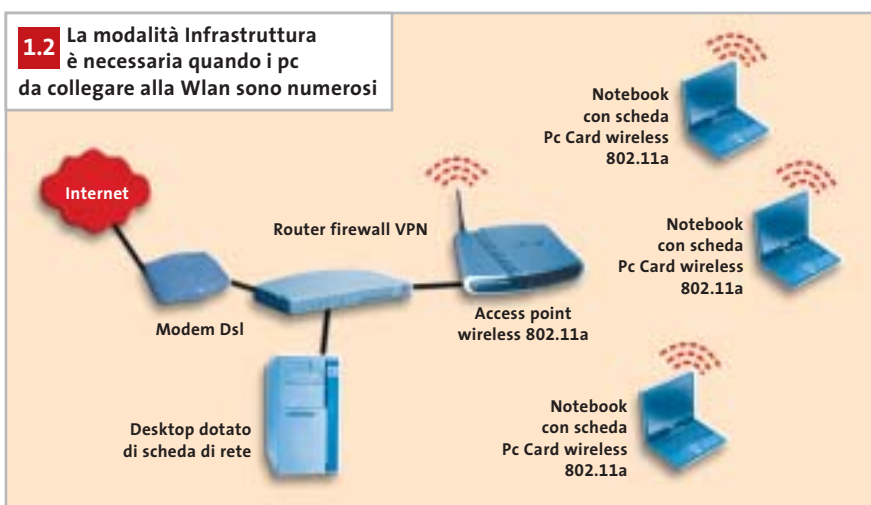 1.2 La modalità Infrastruttura
è necessaria quando i pc
da collegare alla Wlan sono numerosi
Internet
Modem Dsl
Router firewall VPN
Desktop dotato
di scheda di rete
Access point
wireless 802.11a
Notebook
con scheda
Pc Card wireless
802.11a
Notebook
con scheda
Pc Card wireless
802.11a
Notebook
con scheda
Pc Card wireless
802.11a